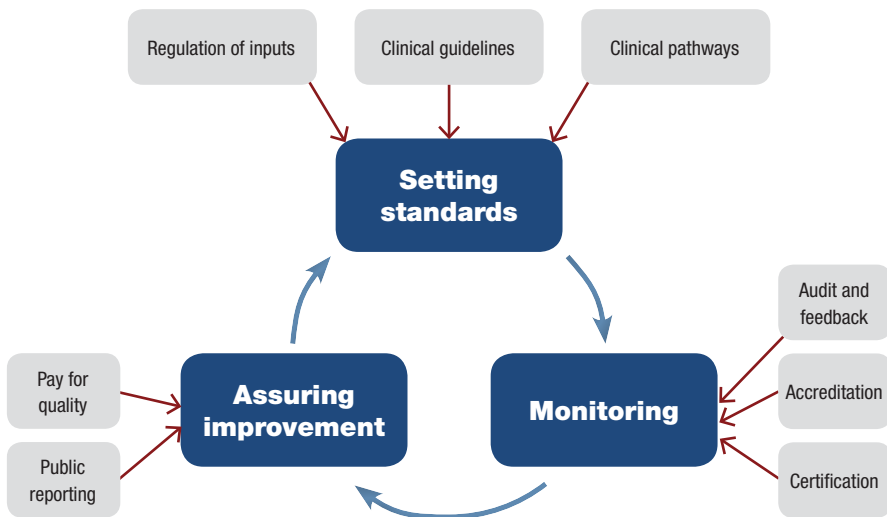 Regulation of inputs
Clinical guidelines
Clinical pathways
Setting
standards
Audit and
feedback
Accreditation
Certification
Monitoring
Assuring
improvement
Pay for
quality
Public
reporting